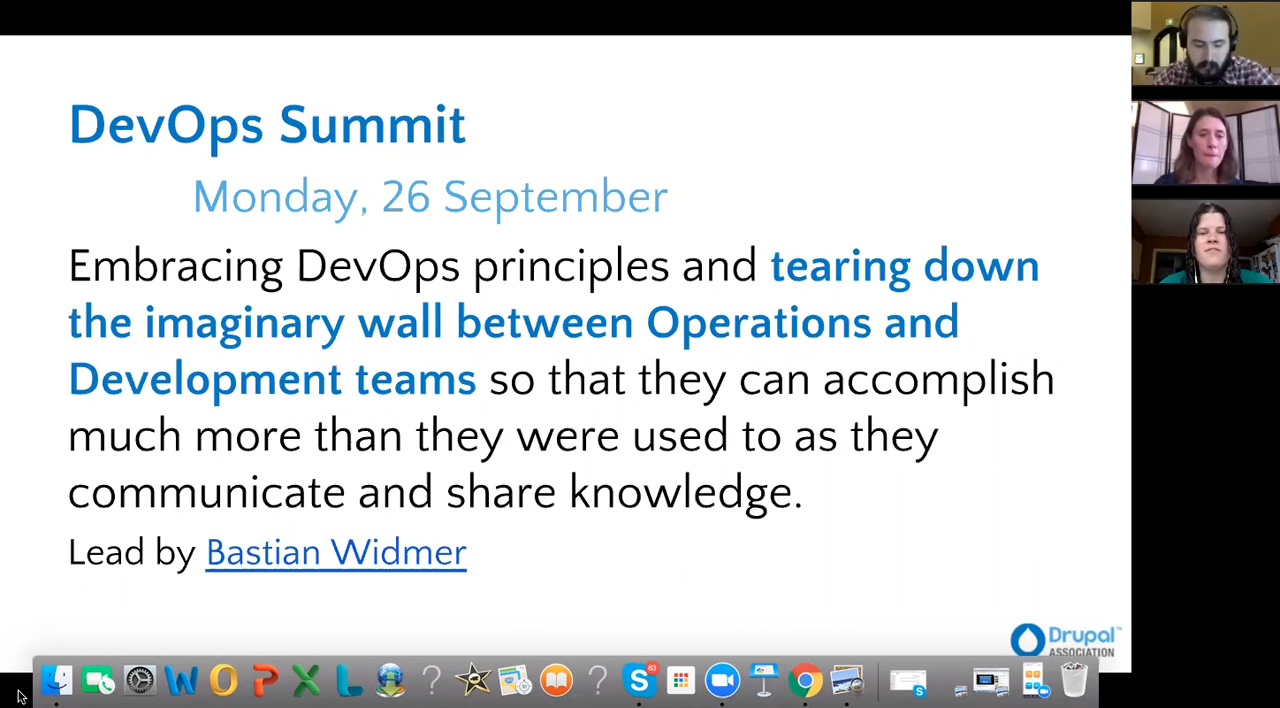 DevOps Summit
Monday, 26 September
Embracing DevOps principles and tearing down
the imaginary wall between Operations and
Development teams so that they can accomplish
much more than they were used to as they
communicate and share knowledge.
Lead by Bastian Widmer
Drupal™
ASSOCIATION
W O P X L ? ? S 63